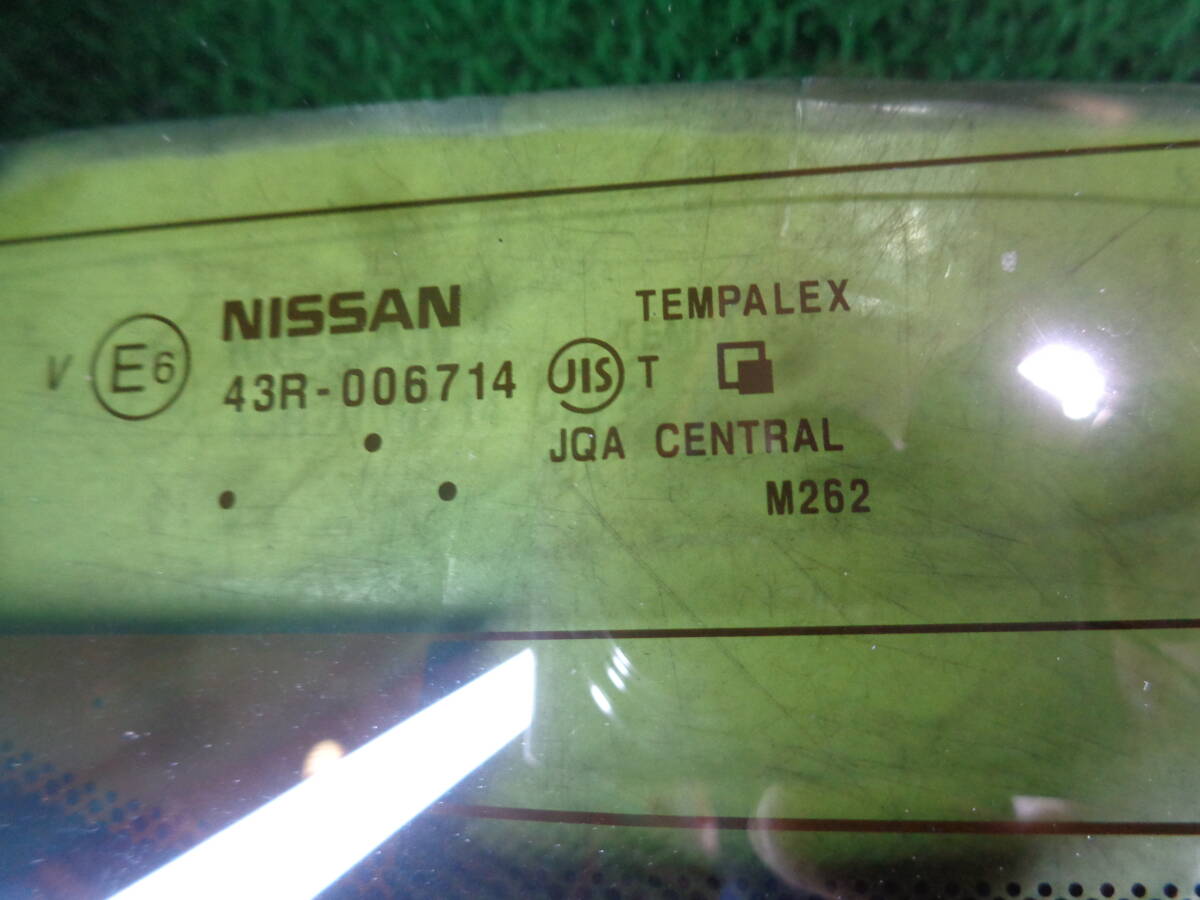 NISSAN
V E6 43R-006714
TEMPALEX
JIS T
JQA CENTRAL
M262